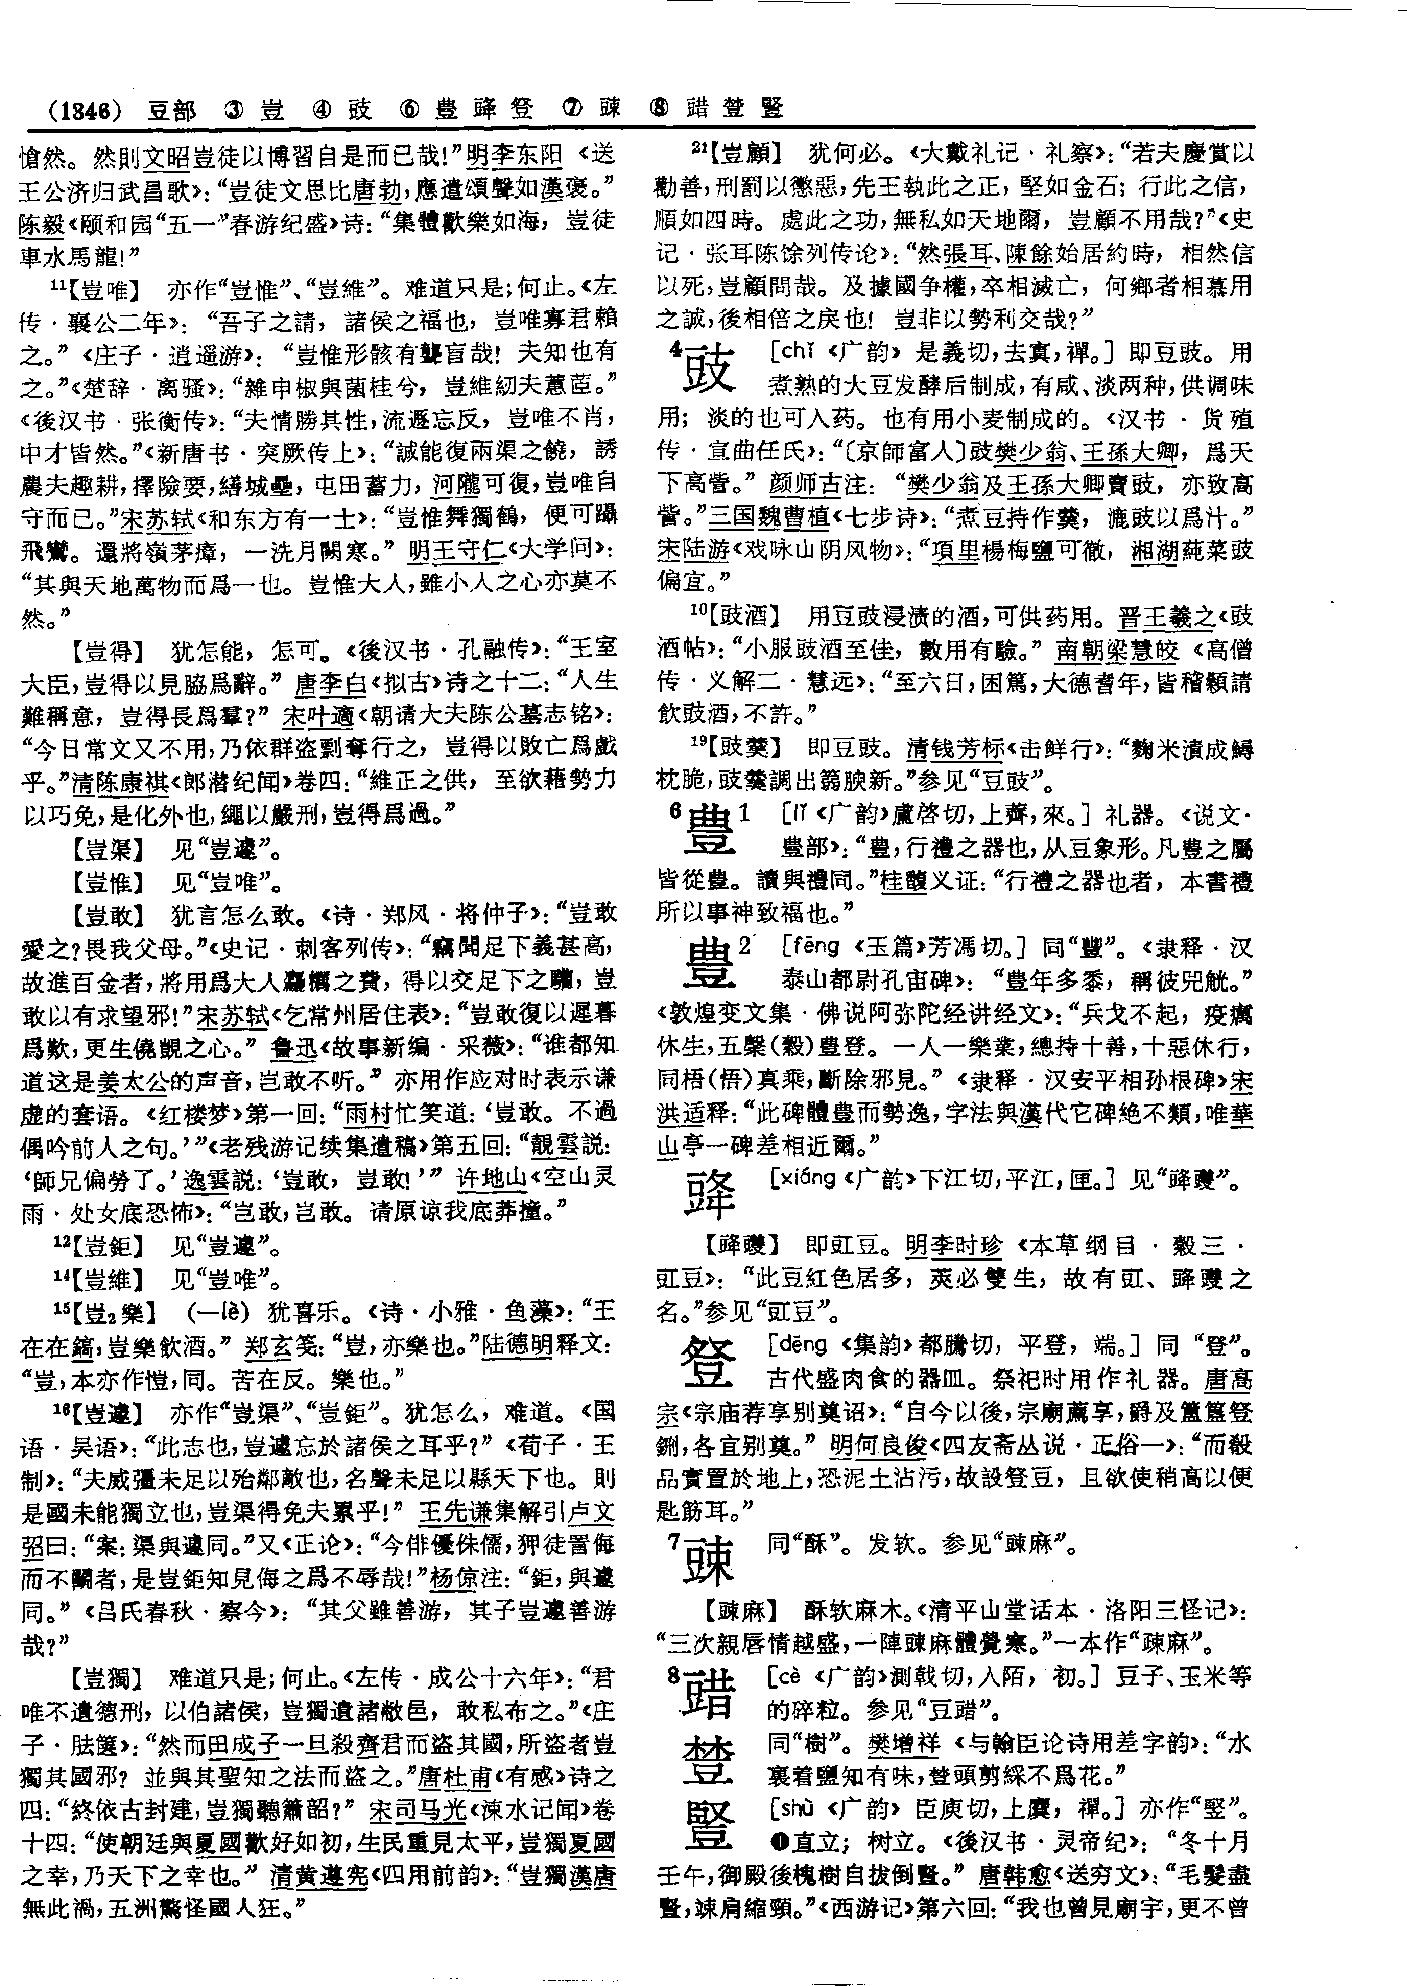 (1346) 豆部 ③豈 ④豉 ⑥豊䜶豋 ⑦䜹 ⑧䜺䜻豎
愴然。然則文昭豈徒以博習自是而已哉!”明李东阳《送
王公济归武昌歌》:“豈徒文思比唐勃,應遣頌聲如漢褒。”
陈毅《颐和园“五一”春游纪盛》诗:“集體歡樂如海,豈徒
車水馬龍!”
11【豈唯】 亦作“豈惟”、“豈維”。难道只是;何止。《左
传·襄公二年》:“吾子之請,諸侯之福也,豈唯寡君賴
之。”《庄子·逍遥游》:“豈惟形骸有聾盲哉!夫知也有
之。”《楚辞·离骚》:“雜申椒與菌桂兮,豈維紉夫蕙茝。”
《後汉书·张衡传》:“夫情勝其性,流遯忘反,豈唯不肖,
中才皆然。”《新唐书·突厥传上》:“誠能復兩渠之饒,誘
農夫趣耕,擇險要,繕城壘,屯田蓄力,河隴可復,豈唯自
守而已。”宋苏轼《和东方有一士》:“豈惟舞獨鶴,便可躡
飛鸞。還將嶺茅瘴,一洗月闕寒。”明王守仁《大学问》:
“其與天地萬物而爲一也。豈惟大人,雖小人之心亦莫不
然。”
【豈得】 犹怎能,怎可。《後汉书·孔融传》:“王室
大臣,豈得以見脇爲辭。”唐李白《拟古》诗之十二:“人生
難稱意,豈得長爲羣?”宋叶適《朝请大夫陈公墓志铭》:
“今日常文又不用,乃依群盗剽奪行之,豈得以敗亡爲戲
乎。”清陈康祺《郎潜纪闻》卷四:“維正之供,至欲藉勢力
以巧免,是化外也,繩以嚴刑,豈得爲過。”
【豈渠】 见“豈遽”。
【豈惟】 见“豈唯”。
【豈敢】 犹言怎么敢。《诗·郑风·将仲子》:“豈敢
愛之?畏我父母。”《史记·刺客列传》:“竊聞足下義甚高,
故進百金者,將用爲大人麤糲之費,得以交足下之驩,豈
敢以有求望邪!”宋苏轼《乞常州居住表》:“豈敢復以遲暮
爲歎,更生僥覬之心。”鲁迅《故事新编·采薇》:“谁都知
道这是姜太公的声音,岂敢不听。”亦用作应对时表示谦
虚的套语。《红楼梦》第一回:“雨村忙笑道:‘豈敢。不過
偶吟前人之句。’”《老残游记续集遗稿》第五回:“靚雲説:
‘師兄偏勞了。’逸雲説:‘豈敢,豈敢!’”许地山《空山灵
雨·处女底恐怖》:“岂敢,岂敢。请原谅我底莽撞。”
12【豈鉅】 见“豈遽”。
14【豈維】 见“豈唯”。
15【豈₂樂】 (—lè) 犹喜乐。《诗·小雅·鱼藻》:“王
在在鎬,豈樂飲酒。”郑玄笺:“豈,亦樂也。”陆德明释文:
“豈,本亦作愷,同。苦在反。樂也。”
16【豈遽】 亦作“豈渠”、“豈鉅”。犹怎么,难道。《国
语·吴语》:“此志也,豈遽忘於諸侯之耳乎?”《荀子·王
制》:“夫威彊未足以殆鄰敵也,名聲未足以縣天下也。則
是國未能獨立也,豈渠得免夫累乎!”王先谦集解引卢文
弨曰:“案:渠與遽同。”又《正论》:“今俳優侏儒,狎徒詈侮
而不鬭者,是豈鉅知見侮之爲不辱哉!”杨倞注:“鉅,與遽
同。”《吕氏春秋·察今》:“其父雖善游,其子豈遽善游
哉?”
【豈獨】 难道只是;何止。《左传·成公十六年》:“君
唯不遺德刑,以伯諸侯,豈獨遺諸敝邑,敢私布之。”《庄
子·胠箧》:“然而田成子一旦殺齊君而盗其國,所盗者豈
獨其國邪?並與其聖知之法而盗之。”唐杜甫《有感》诗之
四:“終依古封建,豈獨聽簫韶?”宋司马光《涑水记闻》卷
十四:“使朝廷與夏國歡好如初,生民重見太平,豈獨夏國
之幸,乃天下之幸也。”清黄遵宪《四用前韵》:“豈獨漢唐
無此禍,五洲驚怪國人狂。”
21【豈顧】 犹何必。《大戴礼记·礼察》:“若夫慶賞以
勸善,刑罰以懲惡,先王執此之正,堅如金石;行此之信,
順如四時。處此之功,無私如天地爾,豈顧不用哉?”《史
记·张耳陈馀列传论》:“然張耳、陳餘始居約時,相然信
以死,豈顧問哉。及據國争權,卒相滅亡,何鄉者相慕用
之誠,後相倍之戾也!豈非以勢利交哉?”
4豉 [chǐ《广韵》是義切,去寘,禪。] 即豆豉。用
煮熟的大豆发酵后制成,有咸、淡两种,供调味
用;淡的也可入药。也有用小麦制成的。《汉书·货殖
传·宣曲任氏》:“〔京師富人〕豉樊少翁、王孫大卿,爲天
下高訾。”颜师古注:“樊少翁及王孫大卿賣豉,亦致高
訾。”三国魏曹植《七步诗》:“煮豆持作羹,漉豉以爲汁。”
宋陆游《戏咏山阴风物》:“項里楊梅鹽可徹,湘湖蒓菜豉
偏宜。”
10【豉酒】 用豆豉浸渍的酒,可供药用。晋王羲之《豉
酒帖》:“小服豉酒至佳,數用有驗。”南朝梁慧皎《高僧
传·义解二·慧远》:“至六日,困篤,大德耆年,皆稽顙請
飲豉酒,不許。”
19【豉羹】 即豆豉。清钱芳标《击鲜行》:“麴米漬成鱘
枕脆,豉羹調出鷊腴新。”参见“豆豉”。
6豊1 [lǐ《广韵》盧啓切,上薺,來。] 礼器。《说文·
豊部》:“豊,行禮之器也,从豆象形。凡豊之屬
皆從豊。讀與禮同。”桂馥义证:“行禮之器也者,本書禮
所以事神致福也。”
豊2 [fēng《玉篇》芳馮切。] 同“豐”。《隶释·汉
泰山都尉孔宙碑》:“豊年多黍,稱彼兕觥。”
《敦煌变文集·佛说阿弥陀经讲经文》:“兵戈不起,疫癘
休生,五糓(穀)豊登。一人一樂業,總持十善,十惡休行,
同梧(悟)真乘,斷除邪見。”《隶释·汉安平相孙根碑》宋
洪适释:“此碑體豊而勢逸,字法與漢代它碑絶不類,唯華
山亭一碑差相近爾。”
䜶 [xiáng《广韵》下江切,平江,匣。] 见“䜶䝄”。
【䜶䝄】 即豇豆。明李时珍《本草纲目·穀三·
豇豆》:“此豆紅色居多,莢必雙生,故有豇、䜶䝄之
名。”参见“豇豆”。
豋 [dēng《集韵》都騰切,平登,端。] 同“登”。
古代盛肉食的器皿。祭祀时用作礼器。唐高
宗《宗庙荐享别奠诏》:“自今以後,宗廟薦享,爵及簠簋豋
鉶,各宜别奠。”明何良俊《四友斋丛说·正俗一》:“而殽
品實置於地上,恐泥土沾污,故設豋豆,且欲使稍高以便
匙筯耳。”
7䜹 同“酥”。发软。参见“䜹麻”。
【䜹麻】 酥软麻木。《清平山堂话本·洛阳三怪记》:
“三次親唇情越盛,一陣䜹麻體覺寒。”一本作“疎麻”。
8䜺 [cè《广韵》測戟切,入陌,初。] 豆子、玉米等
的碎粒。参见“豆䜺”。
䜻 同“樹”。樊增祥《与翰臣论诗用差字韵》:“水
裏着鹽知有味,䜻頭剪綵不爲花。”
豎 [shù《广韵》臣庾切,上麌,禪。] 亦作“竪”。
❶直立;树立。《後汉书·灵帝纪》:“冬十月
壬午,御殿後槐樹自拔倒豎。”唐韩愈《送穷文》:“毛髮盡
豎,竦肩縮頸。”《西游记》第六回:“我也曾見廟宇,更不曾